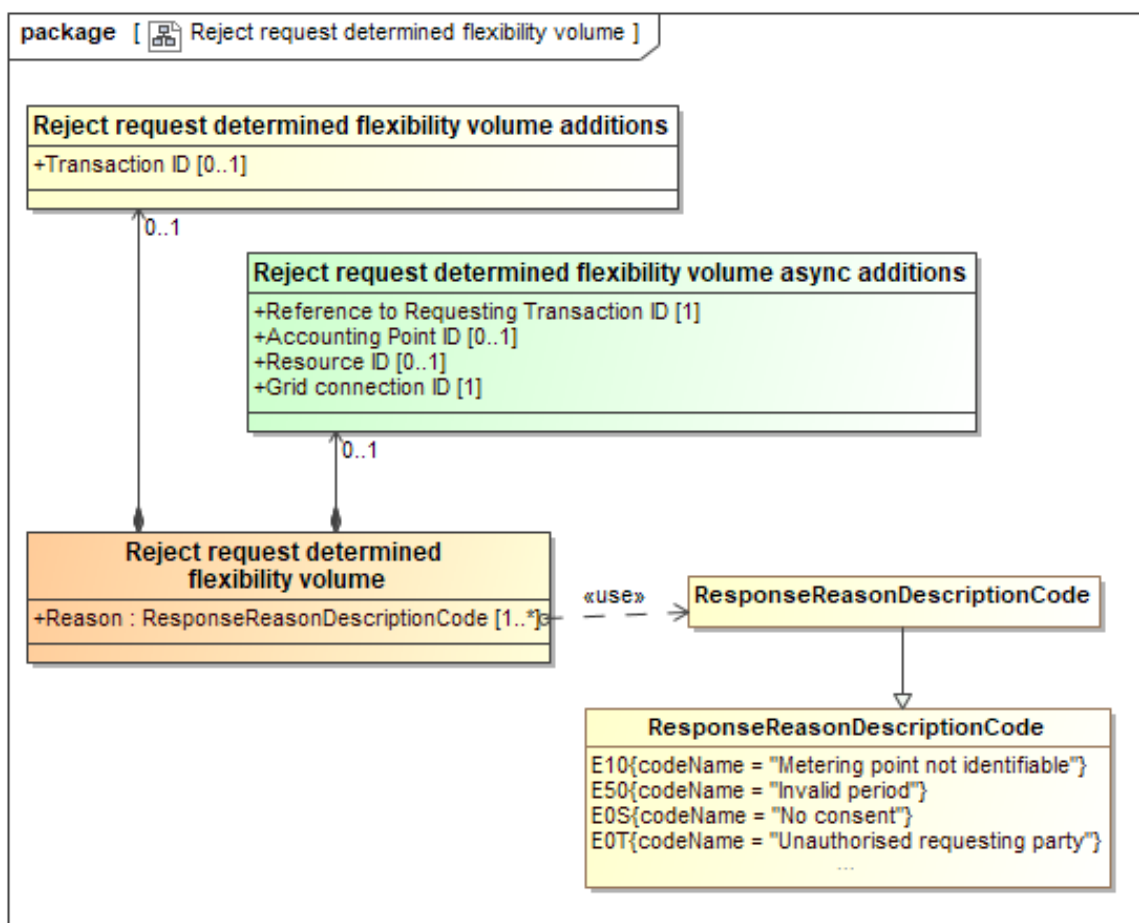 package [ Reject request determined flexibility volume ]
Reject request determined flexibility volume additions
+Transaction ID [0..1]
0..1
Reject request determined flexibility volume async additions
+Reference to Requesting Transaction ID [1]
+Accounting Point ID [0..1]
+Resource ID [0..1]
+Grid connection ID [1]
0..1
Reject request determined
flexibility volume
+Reason : ResponseReasonDescriptionCode [1..*]
«use»
ResponseReasonDescriptionCode
ResponseReasonDescriptionCode
E10{codeName = "Metering point not identifiable"}
E50{codeName = "Invalid period"}
E0S{codeName = "No consent"}
E0T{codeName = "Unauthorised requesting party"}
...